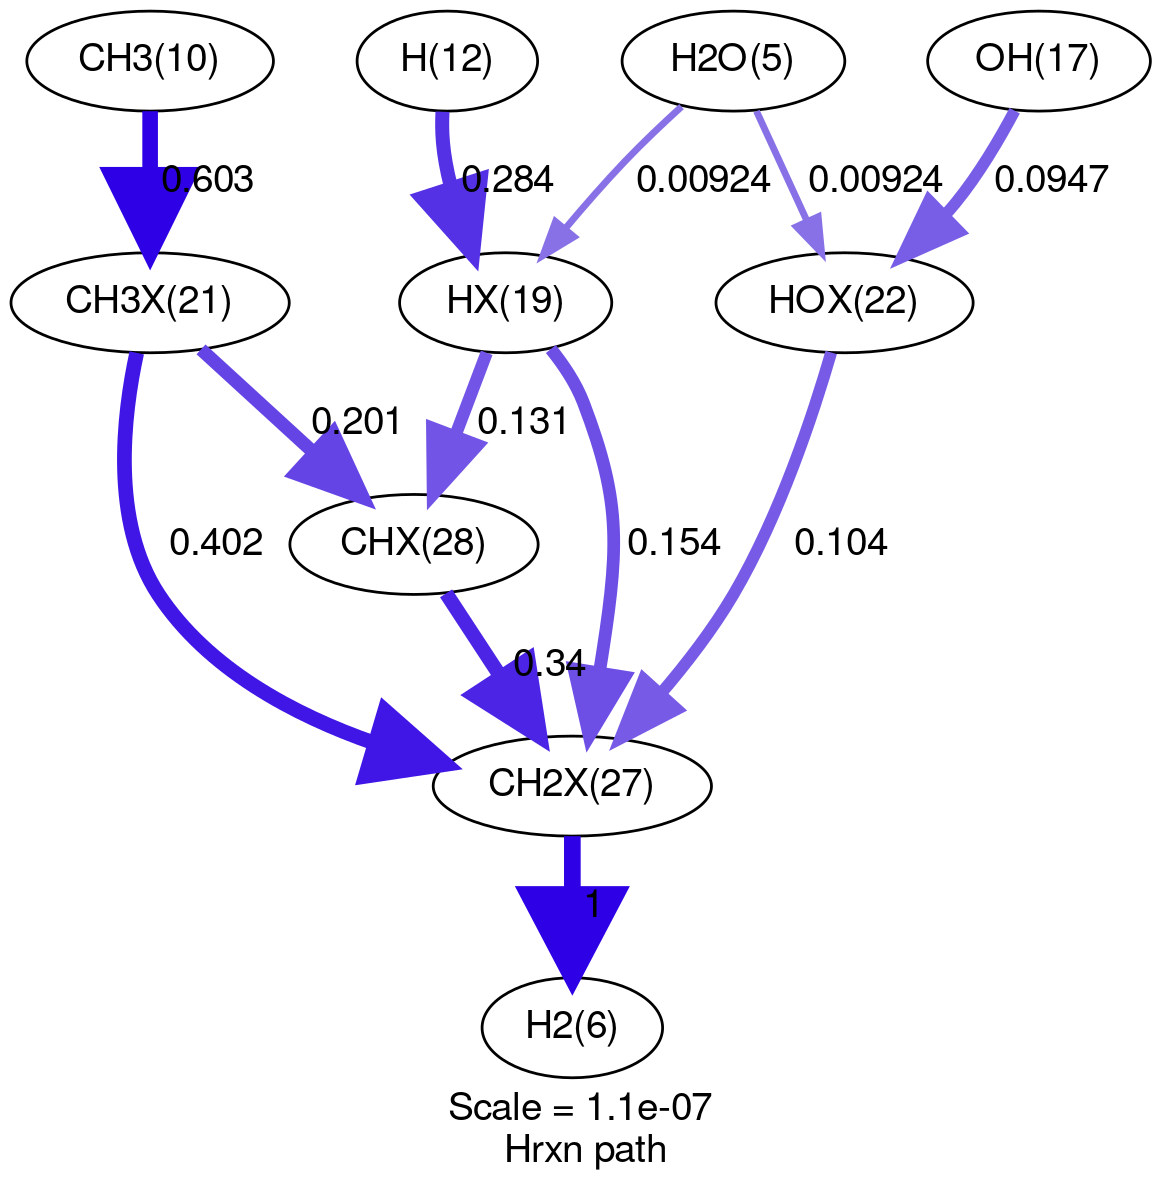 CH3(10)
H(12)
H2O(5)
OH(17)
0.603
0.284
0.00924
0.00924
0.0947
CH3X(21)
HX(19)
HOX(22)
0.201
0.131
0.402
CHX(28)
0.154
0.104
0.34
CH2X(27)
1
H2(6)
Scale = 1.1e-07
Hrxn path